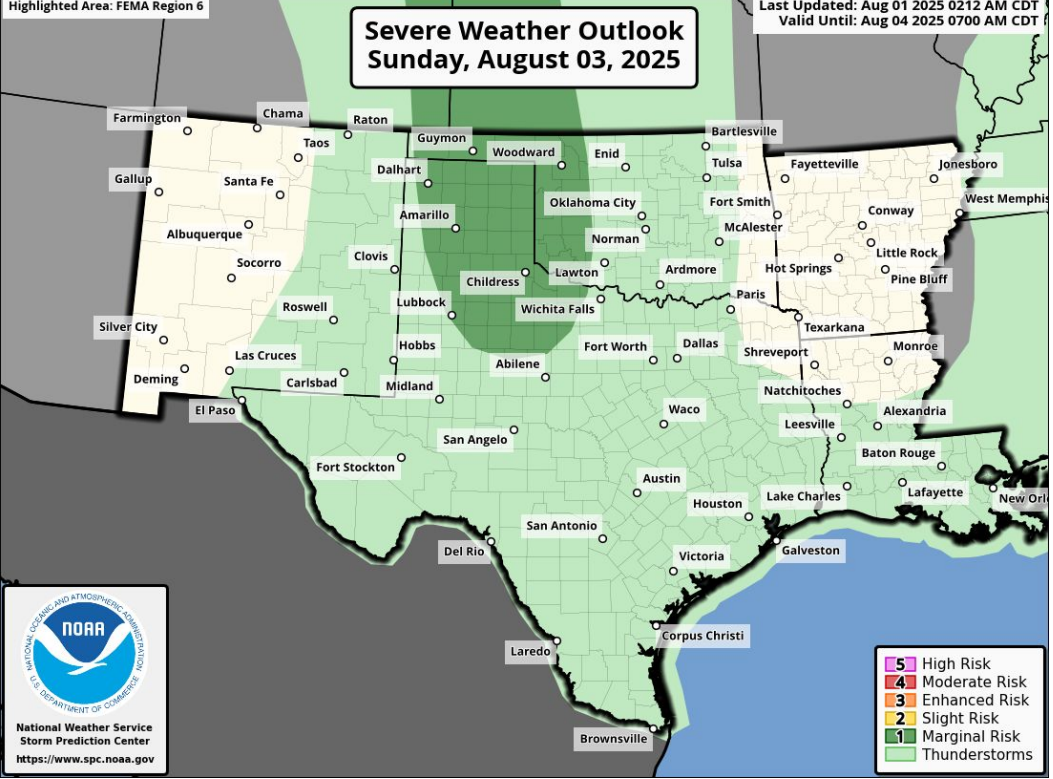 Highlighted Area: FEMA Region 6
Severe Weather Outlook
Sunday, August 03, 2025
Last Updated: Aug 01 2025 0212 AM CDT
Valid Until: Aug 04 2025 0700 AM CDT
Farmington
Chama
Raton
Taos
Guymon
Woodward
Enid
Bartlesville
Tulsa
Fayetteville
Jonesboro
Gallup
Santa Fe
Dalhart
Amarillo
Oklahoma City
Fort Smith
Conway
West Memphis
Albuquerque
Norman
McAlester
Socorro
Clovis
Childress
Lawton
Ardmore
Hot Springs
Little Rock
Pine Bluff
Roswell
Lubbock
Wichita Falls
Paris
Silver City
Texarkana
Las Cruces
Hobbs
Abilene
Fort Worth
Dallas
Shreveport
Monroe
Deming
Carlsbad
Midland
Natchitoches
El Paso
Waco
Alexandria
Leesville
San Angelo
Baton Rouge
Fort Stockton
Austin
Houston
Lake Charles
Lafayette
New Orl
San Antonio
Del Rio
Victoria
Galveston
Corpus Christi
Laredo
Brownsville
NATIONAL OCEANIC AND ATMOSPHERIC ADMINISTRATION
NOAA
U.S. DEPARTMENT OF COMMERCE
National Weather Service
Storm Prediction Center
https://www.spc.noaa.gov
5 High Risk
4 Moderate Risk
3 Enhanced Risk
2 Slight Risk
1 Marginal Risk
Thunderstorms